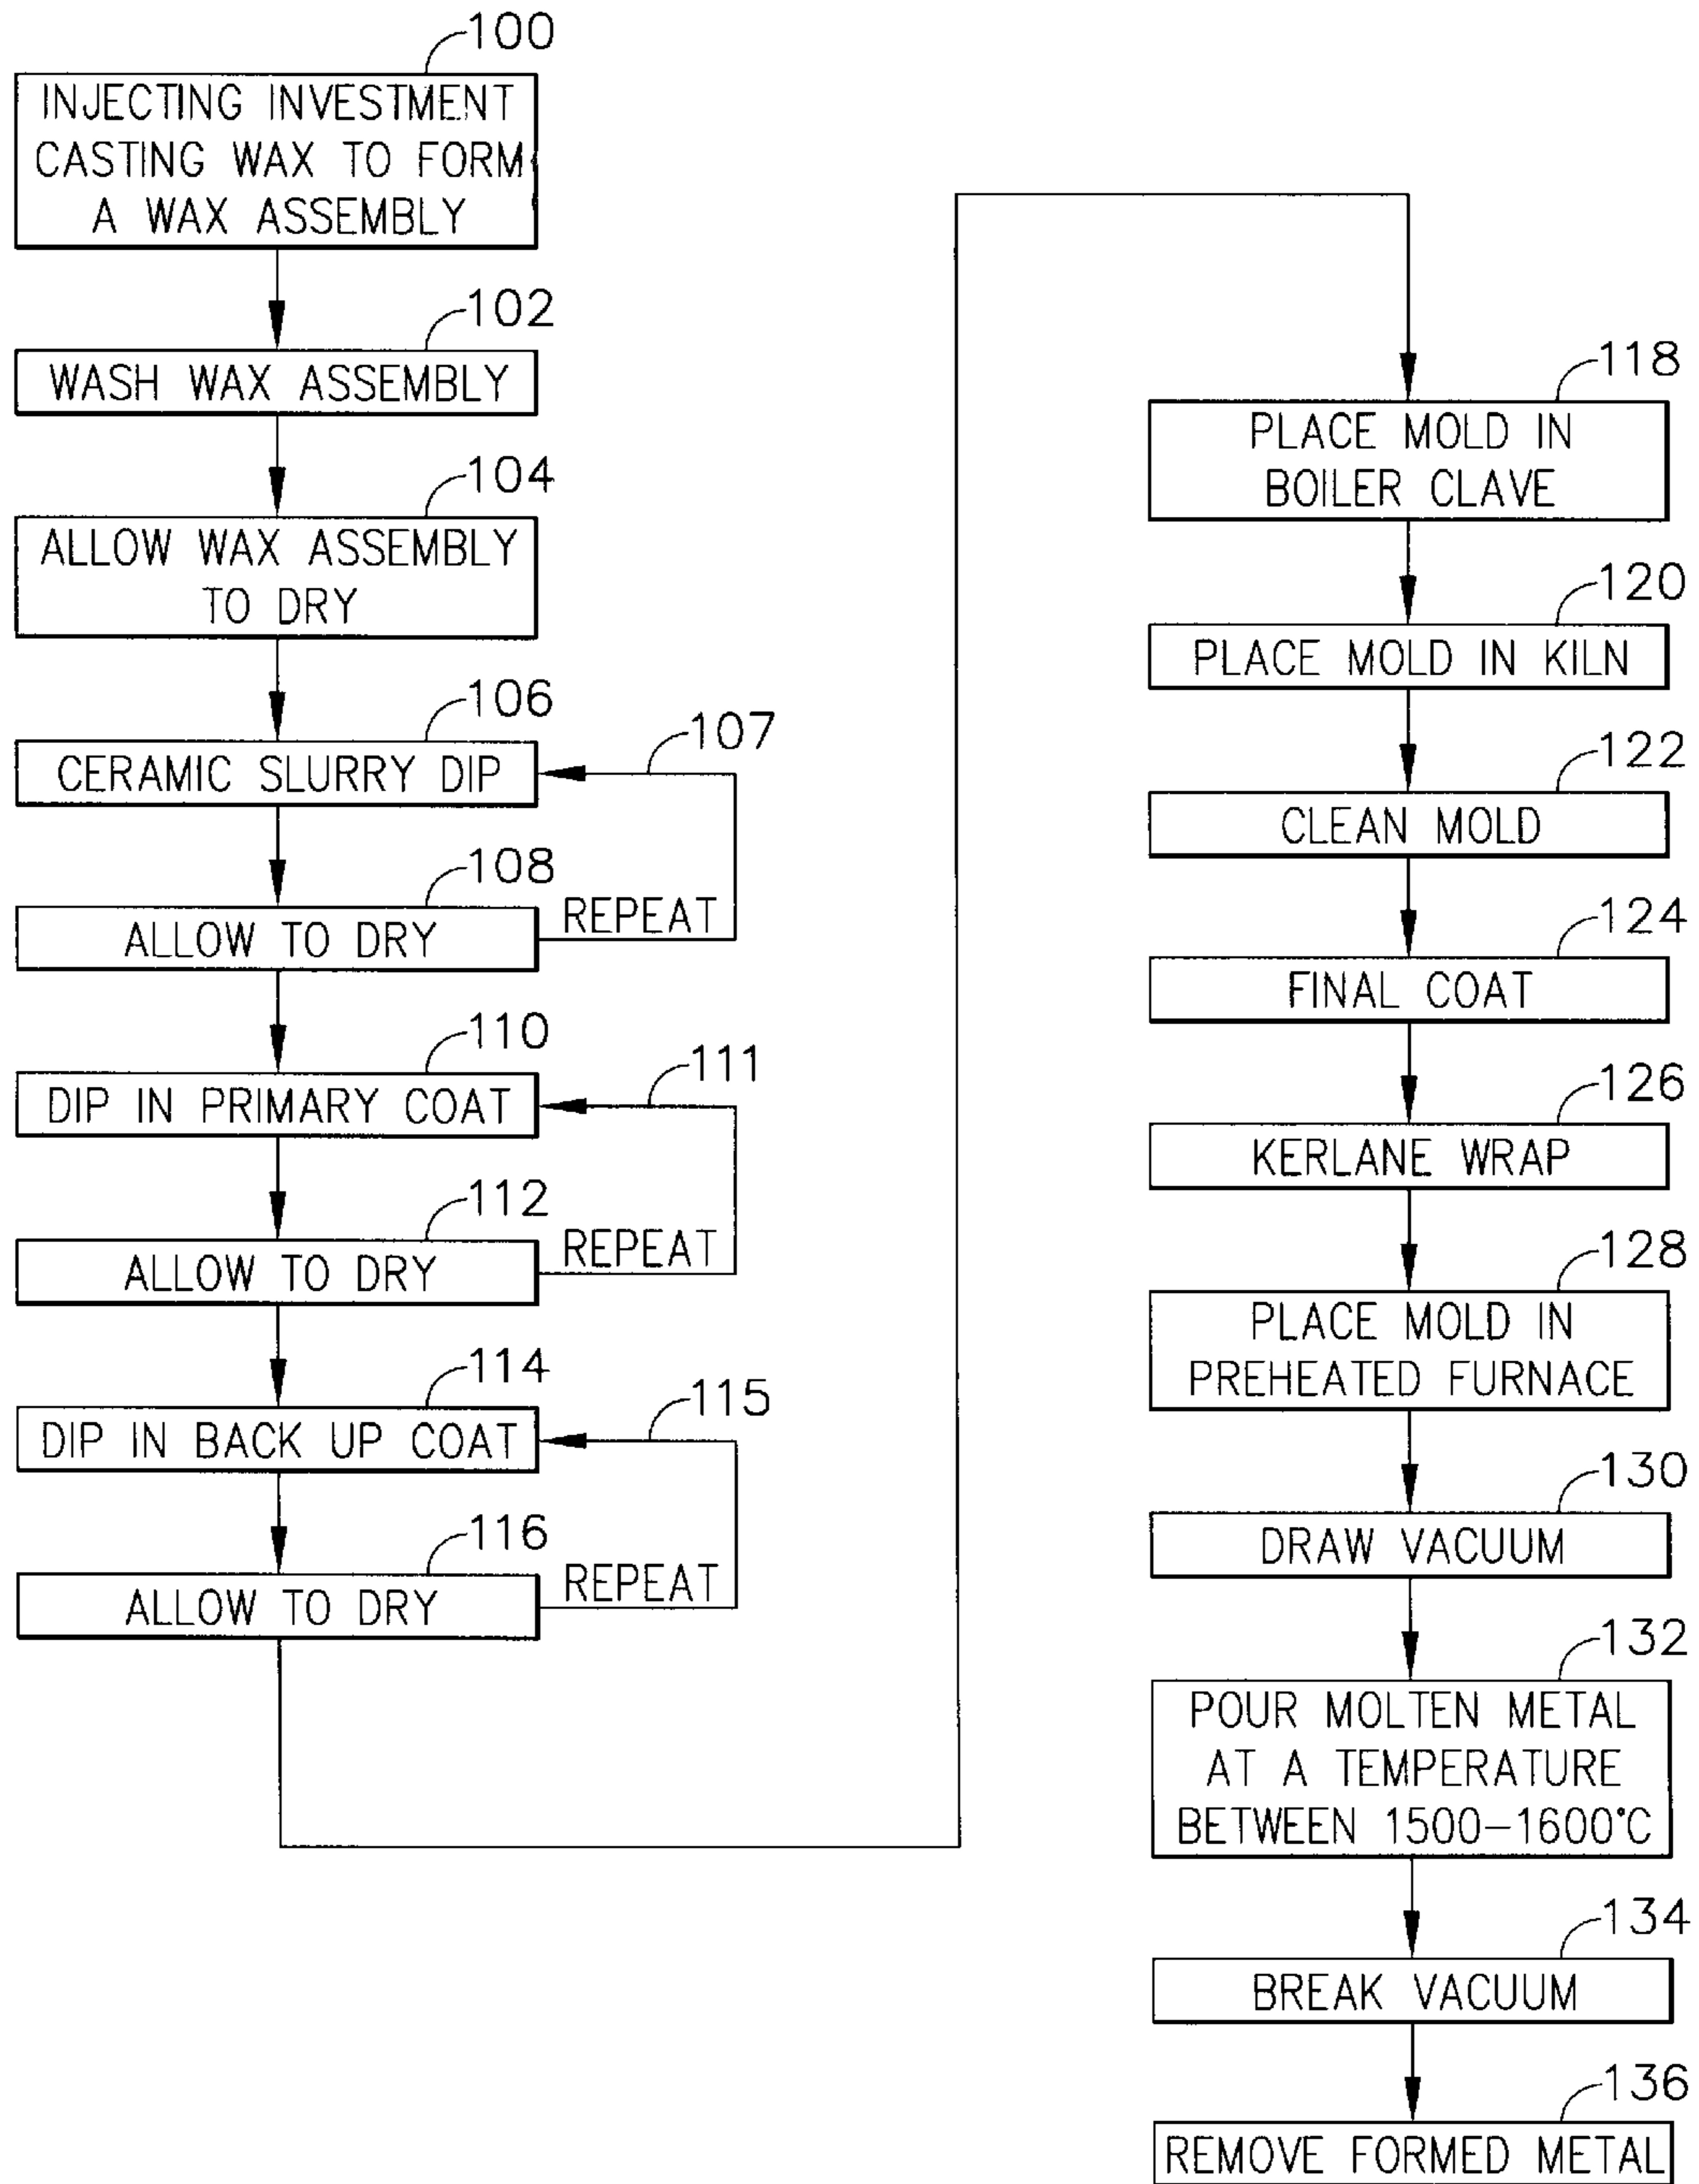 100
INJECTING INVESTMENT
CASTING WAX TO FORM
A WAX ASSEMBLY
102
WASH WAX ASSEMBLY
104
ALLOW WAX ASSEMBLY
TO DRY
106
CERAMIC SLURRY DIP
107
108
ALLOW TO DRY
REPEAT
110
DIP IN PRIMARY COAT
111
112
ALLOW TO DRY
REPEAT
114
DIP IN BACK UP COAT
115
116
ALLOW TO DRY
REPEAT
118
PLACE MOLD IN
BOILER CLAVE
120
PLACE MOLD IN KILN
122
CLEAN MOLD
124
FINAL COAT
126
KERLANE WRAP
128
PLACE MOLD IN
PREHEATED FURNACE
130
DRAW VACUUM
132
POUR MOLTEN METAL
AT A TEMPERATURE
BETWEEN 1500-1600°C
134
BREAK VACUUM
136
REMOVE FORMED METAL